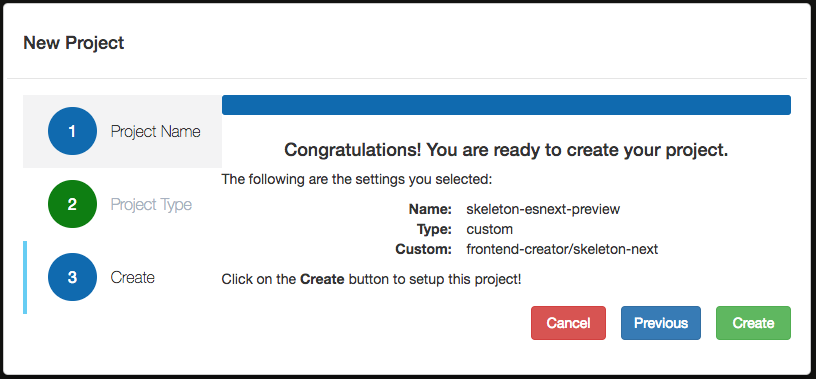 New Project
1 Project Name
2 Project Type
3 Create
Congratulations! You are ready to create your project.
The following are the settings you selected:
Name: skeleton-esnext-preview
Type: custom
Custom: frontend-creator/skeleton-next
Click on the Create button to setup this project!
Cancel Previous Create